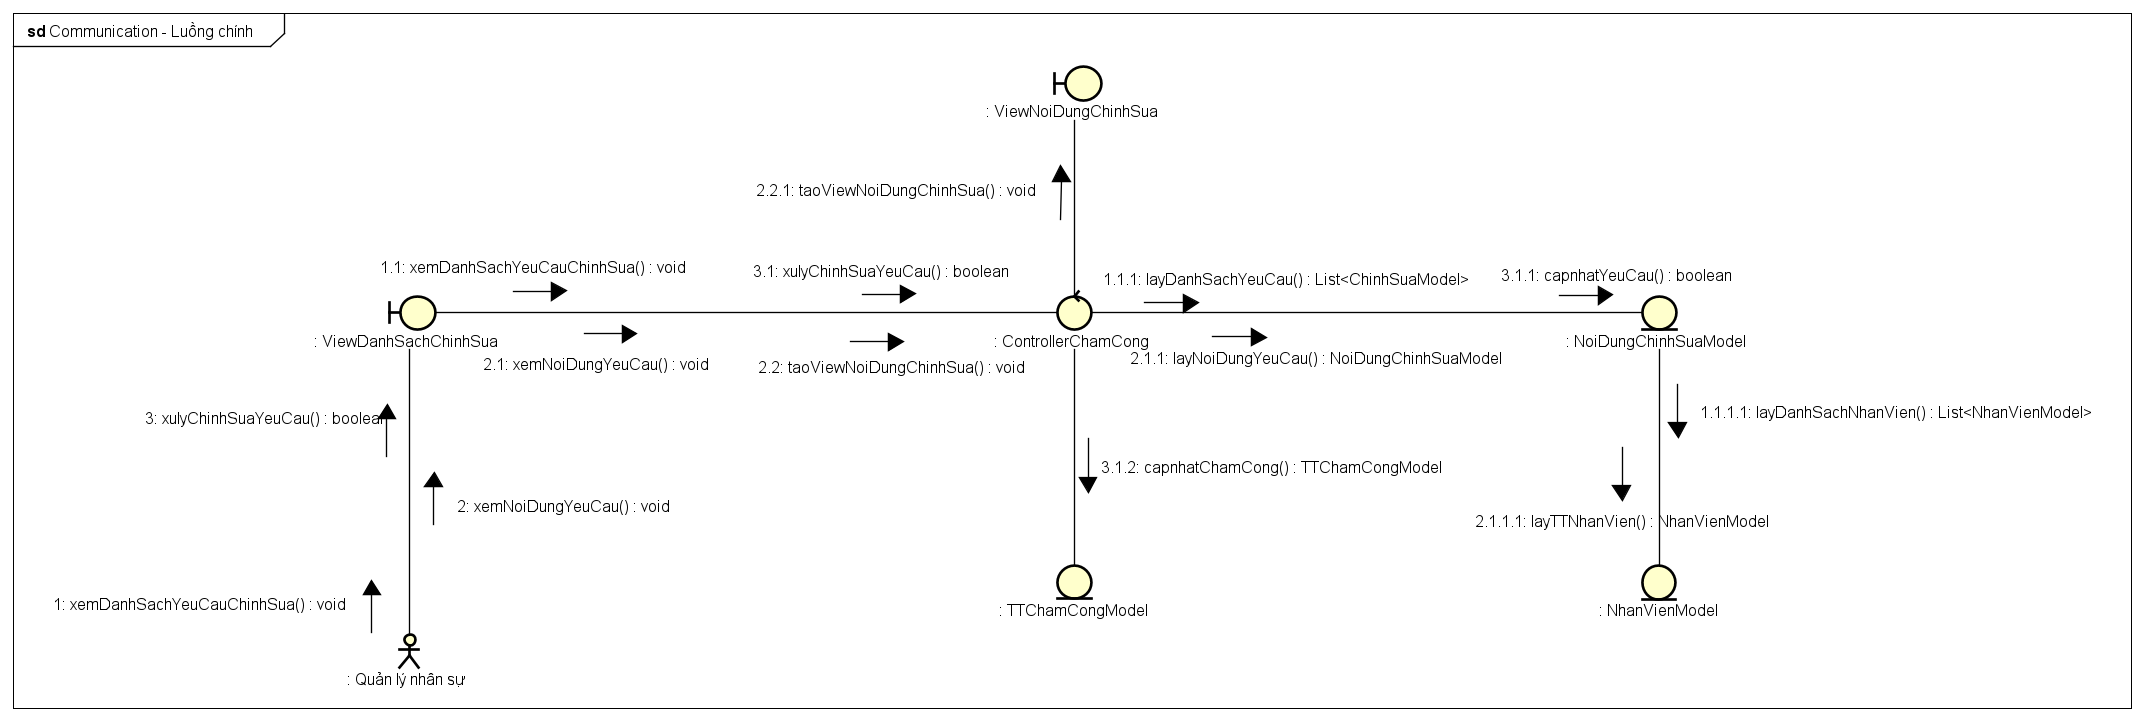 sd Communication - Luồng chính
: ViewNoiDungChinhSua
2.2.1: taoViewNoiDungChinhSua() : void
1.1: xemDanhSachYeuCauChinhSua() : void
3.1: xulyChinhSuaYeuCau() : boolean
1.1.1: layDanhSachYeuCau() : List<ChinhSuaModel>
3.1.1: capnhatYeuCau() : boolean
: ViewDanhSachChinhSua
: ControllerChamCong
: NoiDungChinhSuaModel
2.1: xemNoiDungYeuCau() : void
2.2: taoViewNoiDungChinhSua() : void
2.1.1: layNoiDungYeuCau() : NoiDungChinhSuaModel
3: xulyChinhSuaYeuCau() : boolean
1.1.1.1: layDanhSachNhanVien() : List<NhanVienModel>
3.1.2: capnhatChamCong() : TTChamCongModel
2: xemNoiDungYeuCau() : void
2.1.1.1: layTTNhanVien() : NhanVienModel
1: xemDanhSachYeuCauChinhSua() : void
: TTChamCongModel
: NhanVienModel
: Quản lý nhân sự